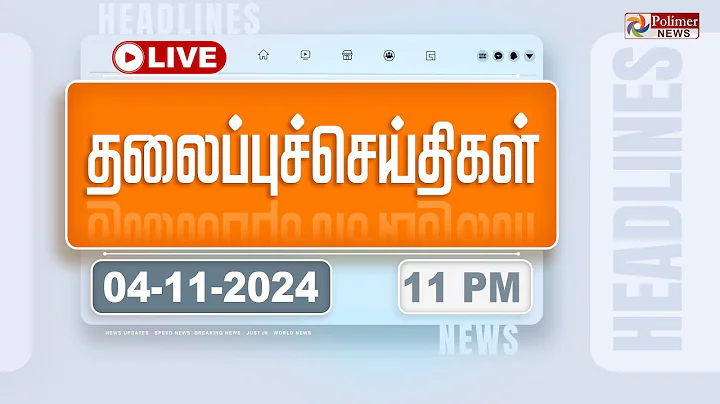 HEADLINES
Polimer
NEWS
LIVE
தலைப்புச்செய்திகள்
04-11-2024
11 PM
NEWS UPDATES SPEED NEWS BREAKING NEWS JUST IN WORLD NEWS
NEWS
HEADLINES